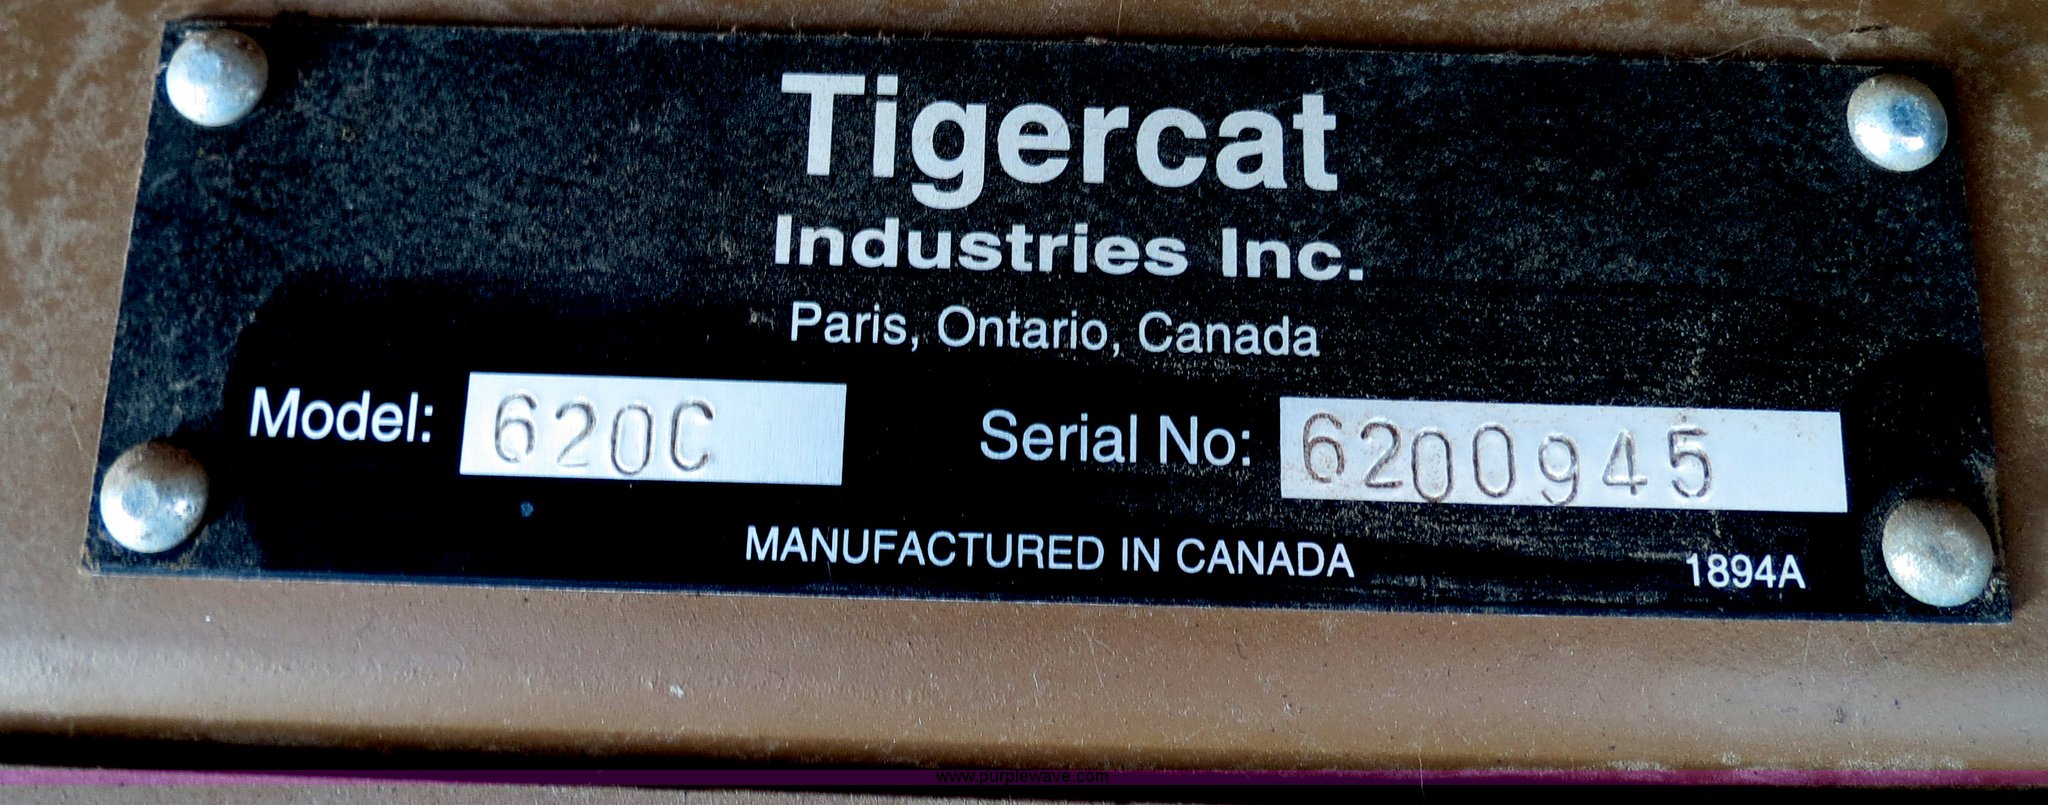 Tigercat
Industries Inc.
Paris, Ontario, Canada
Model: 620C Serial No: 6200945
MANUFACTURED IN CANADA 1894A
www.purplewave.com